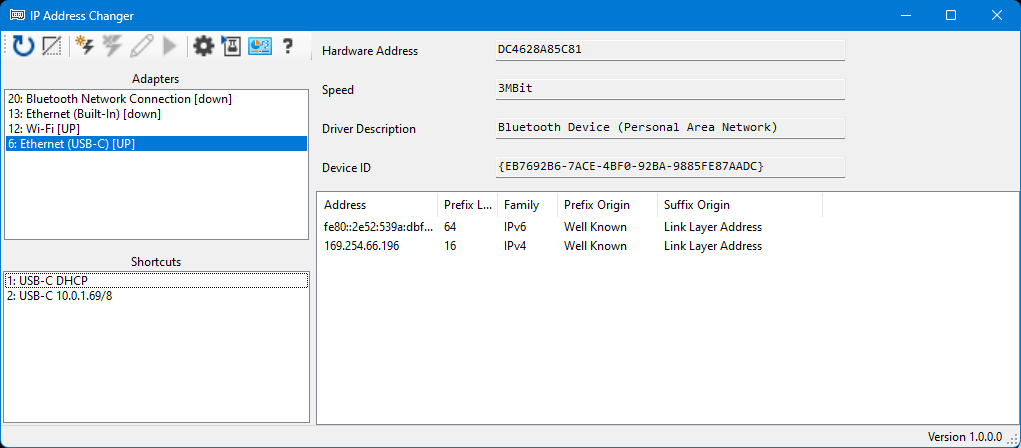 IP Address Changer
Adapters
20: Bluetooth Network Connection [down]
13: Ethernet (Built-In) [down]
12: Wi-Fi [UP]
6: Ethernet (USB-C) [UP]
Shortcuts
1: USB-C DHCP
2: USB-C 10.0.1.69/8
Hardware Address DC4628A85C81
Speed 3MBit
Driver Description Bluetooth Device (Personal Area Network)
Device ID {EB7692B6-7ACE-4BF0-92BA-9885FE87AADC}
Address Prefix L... Family Prefix Origin Suffix Origin
fe80::2e52:539a:dbf... 64 IPv6 Well Known Link Layer Address
169.254.66.196 16 IPv4 Well Known Link Layer Address
Version 1.0.0.0